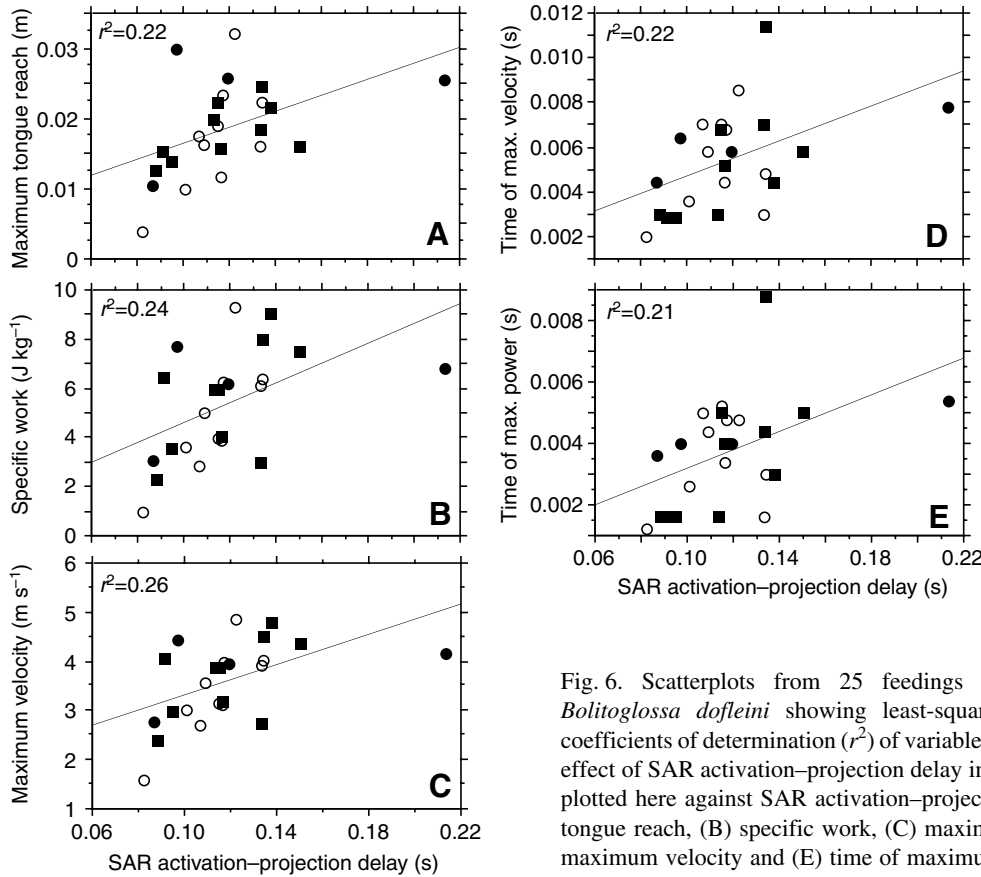 r²=0.22
Maximum tongue reach (m)
0.03
0.02
0.01
0
A
r²=0.24
Specific work (J kg⁻¹)
10
8
6
4
2
0
B
r²=0.26
Maximum velocity (m s⁻¹)
6
5
4
3
2
1
C
0.06 0.10 0.14 0.18 0.22
SAR activation–projection delay (s)
r²=0.22
Time of max. velocity (s)
0.012
0.010
0.008
0.006
0.004
0.002
D
r²=0.21
Time of max. power (s)
0.008
0.006
0.004
0.002
E
0.06 0.10 0.14 0.18 0.22
SAR activation–projection delay (s)
Fig. 6. Scatterplots from 25 feedings
Bolitoglossa dofleini showing least-squar
coefficients of determination (r²) of variable
effect of SAR activation–projection delay in
plotted here against SAR activation–projec
tongue reach, (B) specific work, (C) maxim
maximum velocity and (E) time of maximu